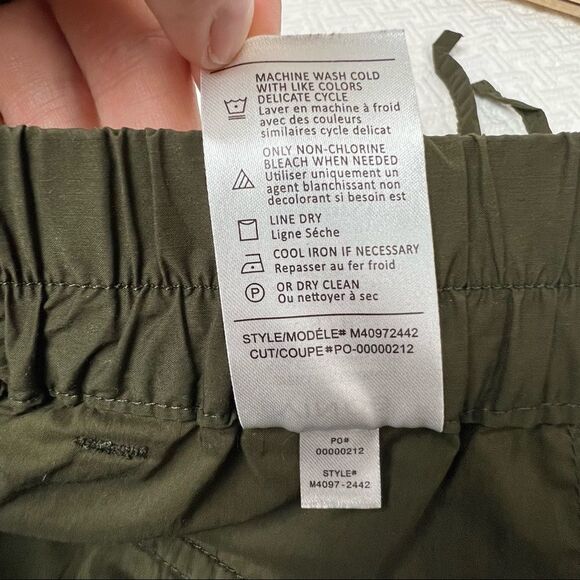 MACHINE WASH COLD
WITH LIKE COLORS
DELICATE CYCLE
Laver en machine à froid
avec des couleurs
similaires cycle delicat
ONLY NON-CHLORINE
BLEACH WHEN NEEDED
Utiliser uniquement un
agent blanchissant non
decolorant si besoin est
LINE DRY
Ligne Séche
COOL IRON IF NECESSARY
Repasser au fer froid
P
OR DRY CLEAN
Ou nettoyer à sec
STYLE/MODÉLE# M40972442
CUT/COUPE#PO-00000212
PO#
00000212
STYLE#
M4097-2442